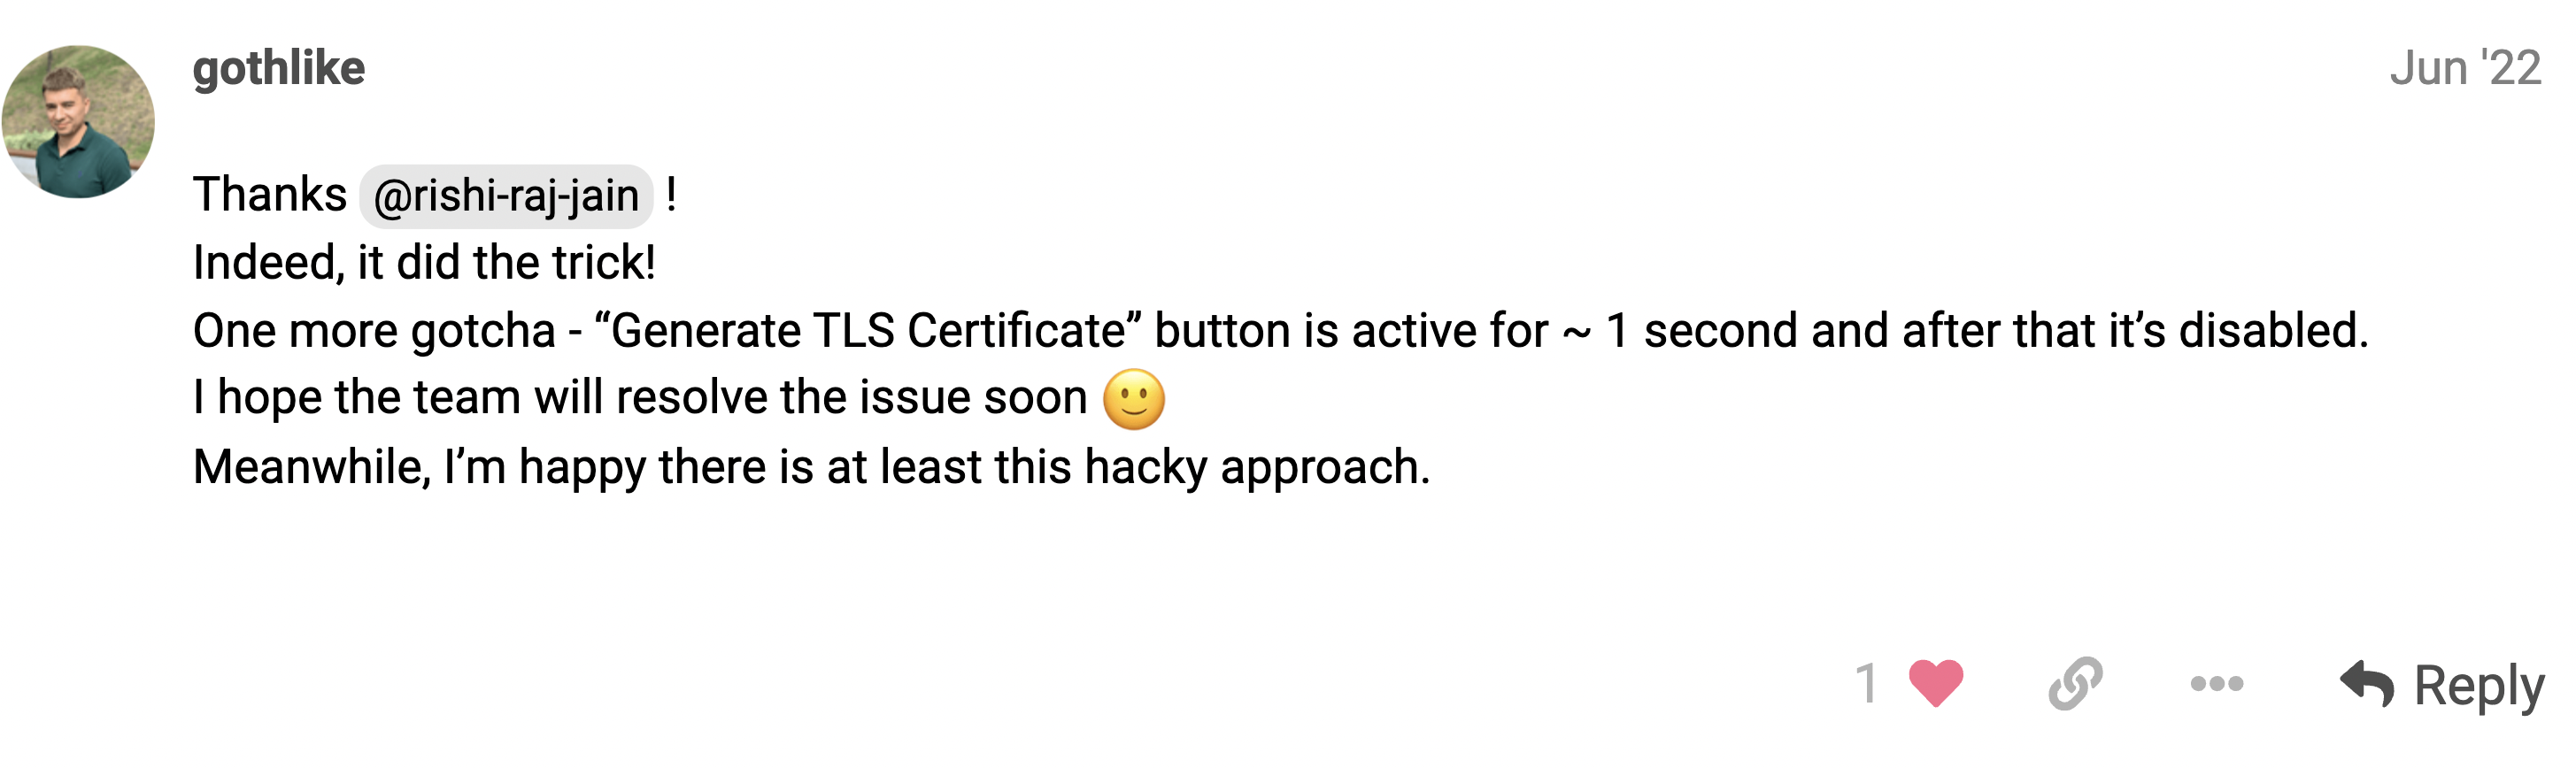 gothlike
Jun '22
Thanks @rishi-raj-jain !
Indeed, it did the trick!
One more gotcha - “Generate TLS Certificate” button is active for ~ 1 second and after that it’s disabled.
I hope the team will resolve the issue soon 🙂
Meanwhile, I’m happy there is at least this hacky approach.
1
Reply